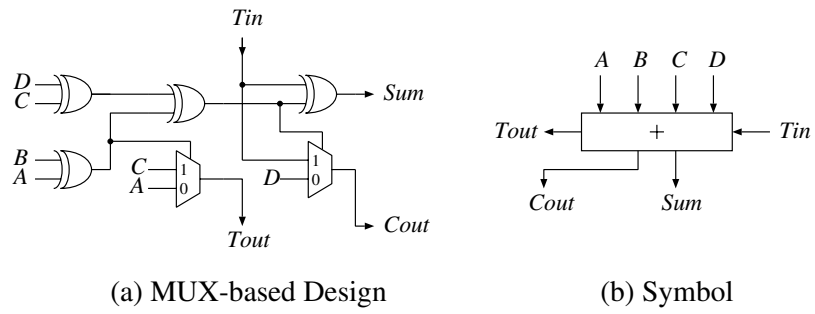 Tin
D
C
Sum
B
A
C 1
A 0
1
D 0
Tout
Cout
(a) MUX-based Design
A B C D
Tout + Tin
Cout Sum
(b) Symbol